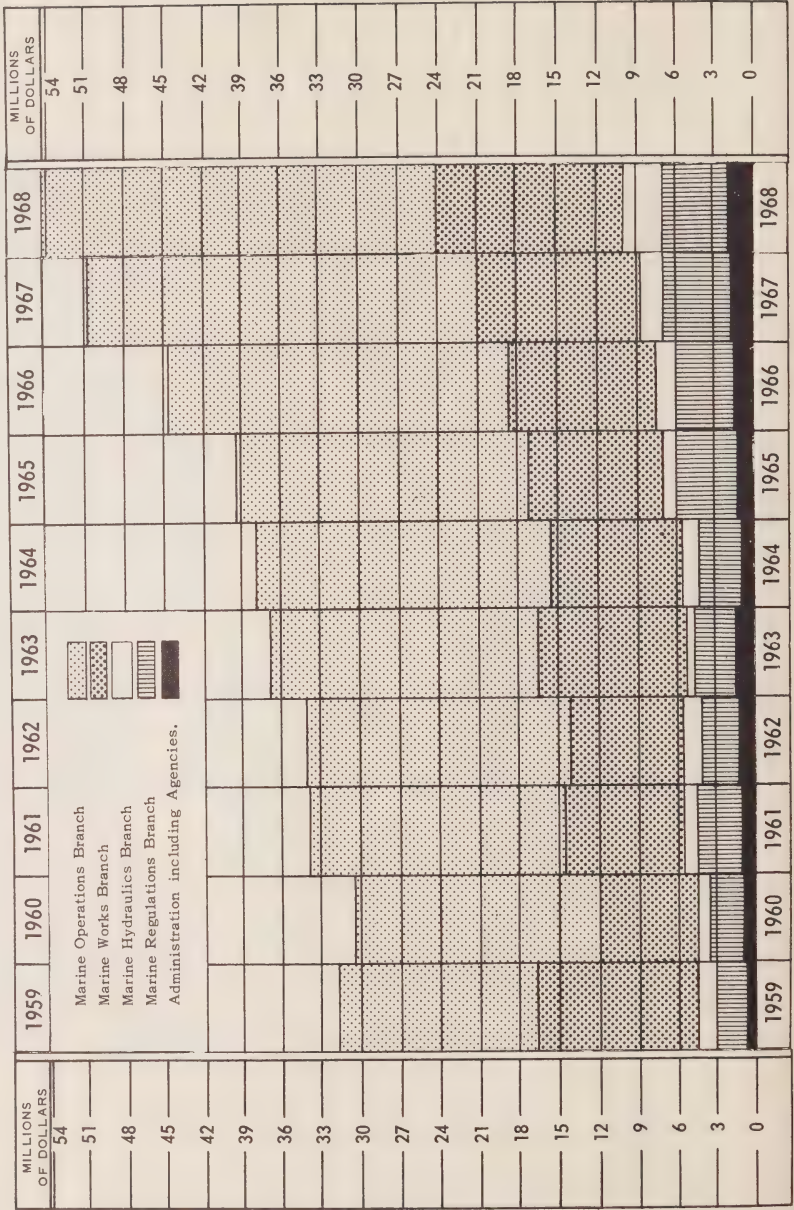 MILLIONS OF DOLLARS 1959 1960 1961 1962 1963 1964 1965 1966 1967 1968 MILLIONS OF DOLLARS
54 54
51 51
Marine Operations Branch
Marine Works Branch
48 48
Marine Hydraulics Branch
Marine Regulations Branch
45 45
Administration including Agencies.
42 42
39 39
36 36
33 33
30 30
27 27
24 24
21 21
18 18
15 15
12 12
9 9
6 6
3 3
0 0
1959 1960 1961 1962 1963 1964 1965 1966 1967 1968